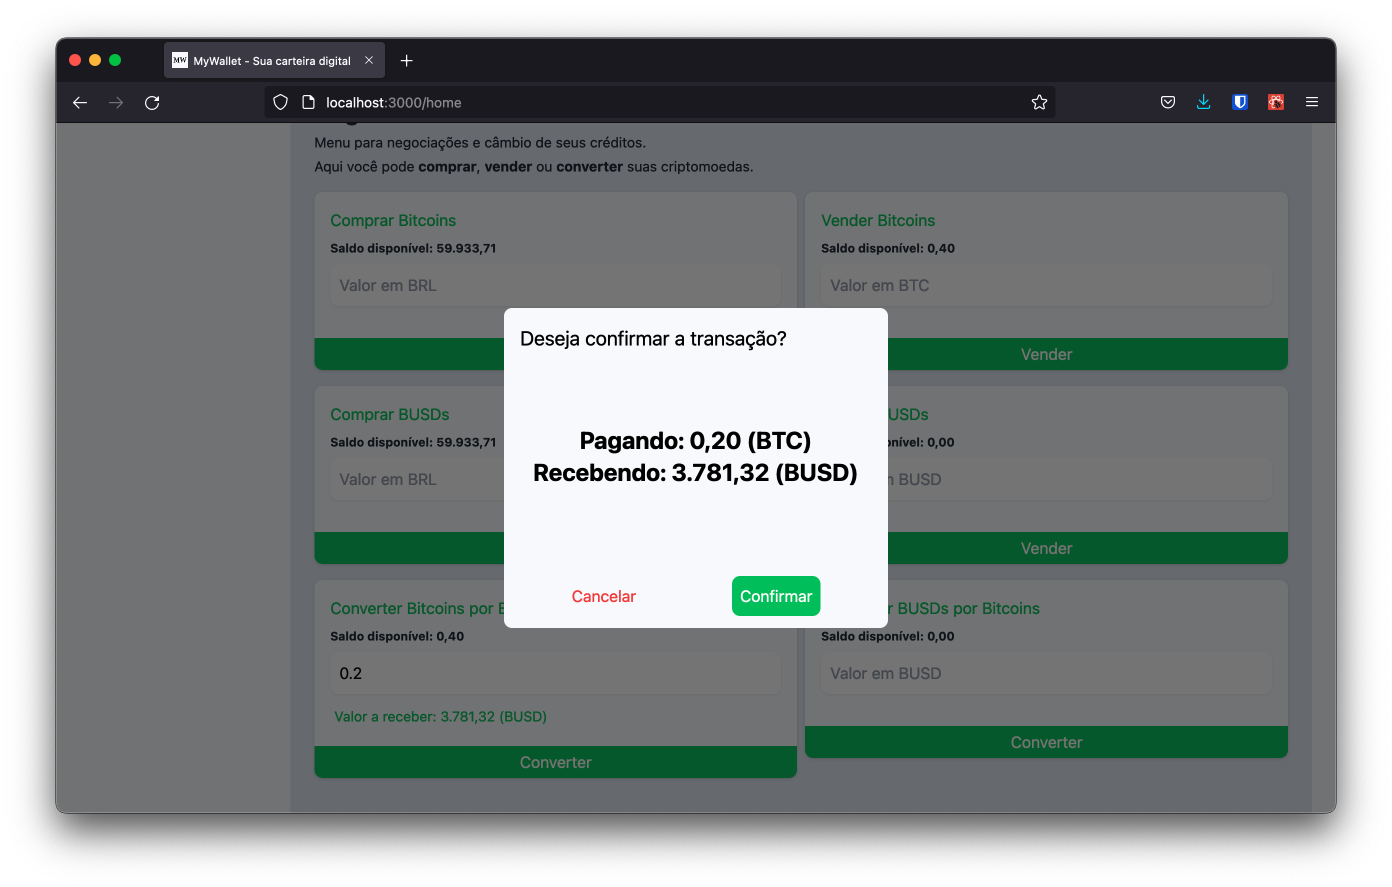 MW MyWallet - Sua carteira digital
localhost:3000/home
Menu para negociações e câmbio de seus créditos.
Aqui você pode comprar, vender ou converter suas criptomoedas.
Comprar Bitcoins
Saldo disponível: 59.933,71
Valor em BRL
Vender Bitcoins
Saldo disponível: 0,40
Valor em BTC
Vender
Comprar BUSDs
Saldo disponível: 59.933,71
Valor em BRL
USDs
nível: 0,00
BUSD
Vender
Deseja confirmar a transação?
Pagando: 0,20 (BTC)
Recebendo: 3.781,32 (BUSD)
Cancelar
Confirmar
Converter Bitcoins por
Saldo disponível: 0,40
0.2
Valor a receber: 3.781,32 (BUSD)
Converter
r BUSDs por Bitcoins
Saldo disponível: 0,00
Valor em BUSD
Converter